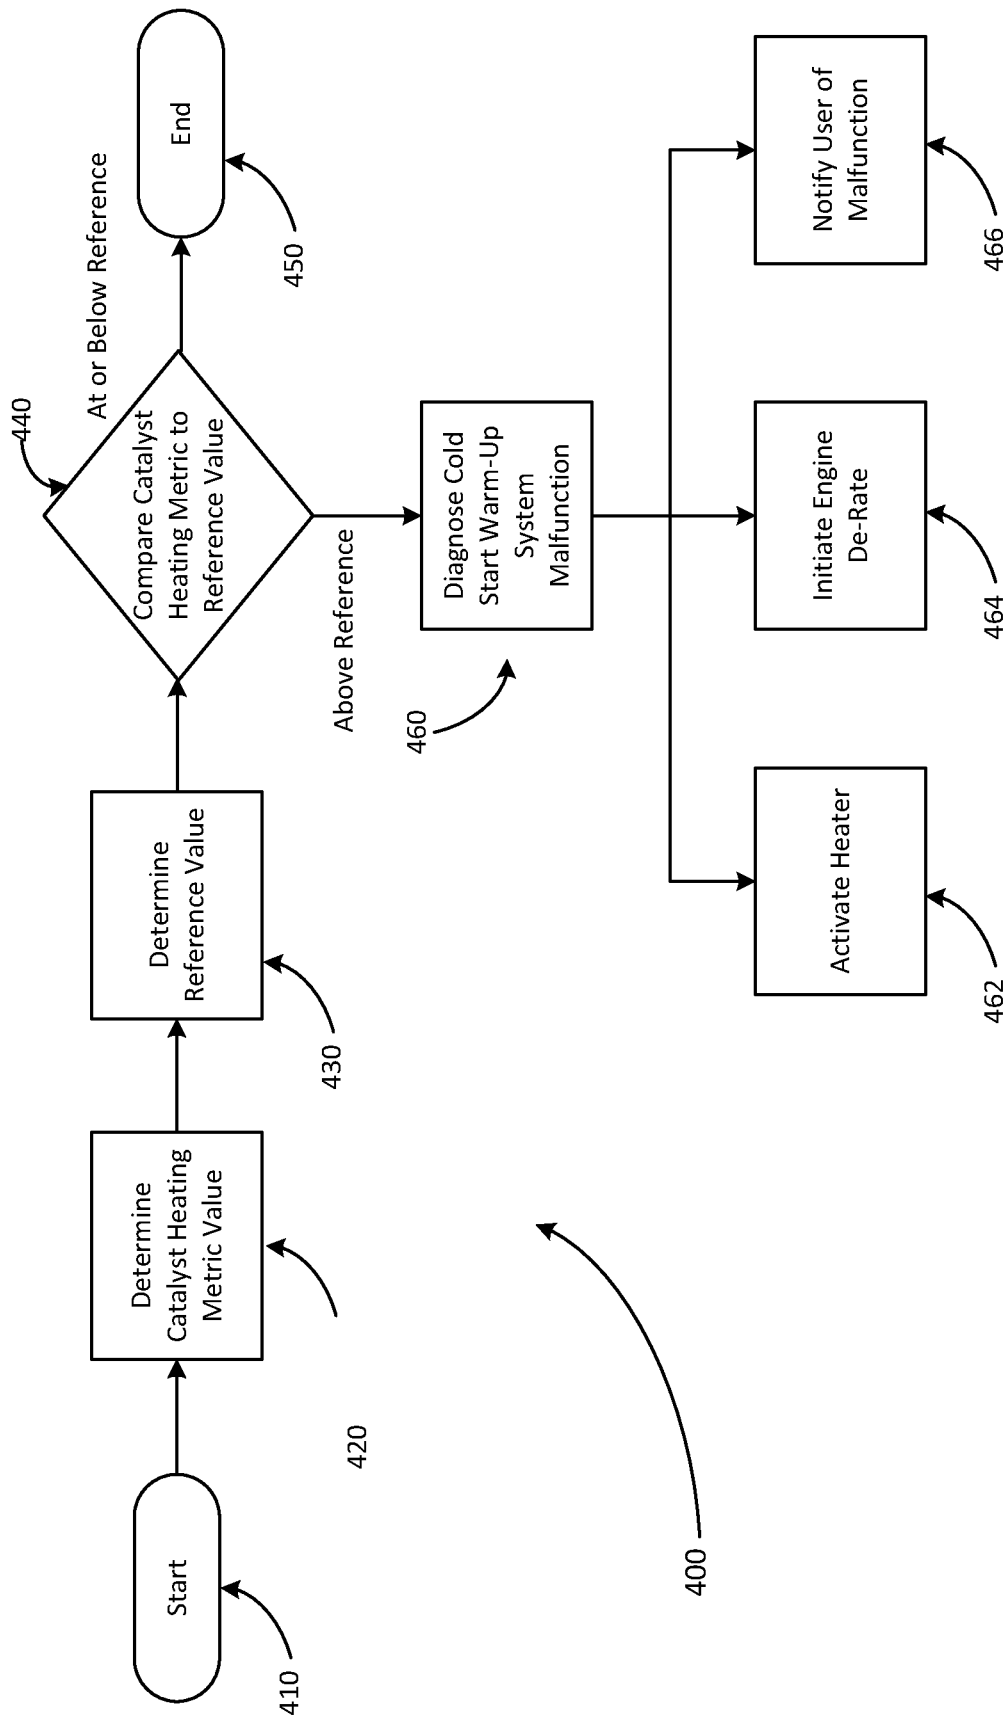 Start
410
Determine
Catalyst Heating
Metric Value
420
Determine
Reference Value
430
Compare Catalyst
Heating Metric to
Reference Value
440
At or Below Reference
End
450
Above Reference
Diagnose Cold
Start Warm-Up
System
Malfunction
460
Activate Heater
462
Initiate Engine
De-Rate
464
Notify User of
Malfunction
466
400